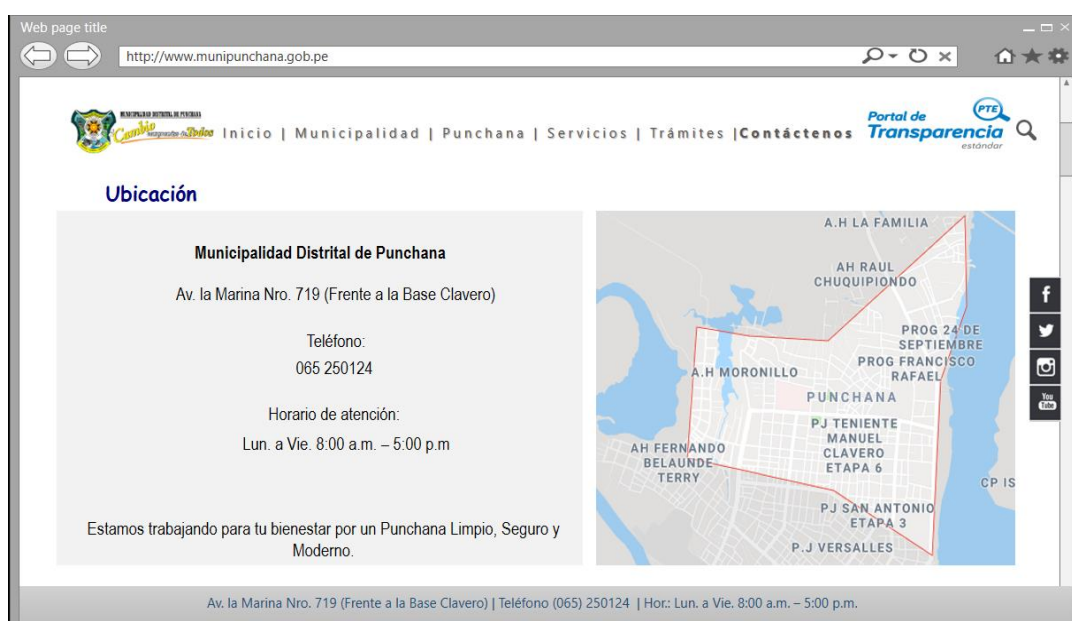 Web page title
http://www.munipunchana.gob.pe
MUNICIPALIDAD DISTRITAL DE PUNCHANA
Cambio
Inicio | Municipalidad | Punchana | Servicios | Trámites |Contáctenos
Portal de
Transparencia
estándar
PTE
Ubicación
Municipalidad Distrital de Punchana
Av. la Marina Nro. 719 (Frente a la Base Clavero)
Teléfono:
065 250124
Horario de atención:
Lun. a Vie. 8:00 a.m. – 5:00 p.m
Estamos trabajando para tu bienestar por un Punchana Limpio, Seguro y
Moderno.
A.H LA FAMILIA
AH RAUL
CHUQUIPIONDO
PROG 24 DE
SEPTIEMBRE
PROG FRANCISCO
RAFAEL
A.H MORONILLO
PUNCHANA
PJ TENIENTE
MANUEL
CLAVERO
ETAPA 6
AH FERNANDO
BELAUNDE
TERRY
CP IS
PJ SAN ANTONIO
ETAPA 3
P.J VERSALLES
You
Tube
Av. la Marina Nro. 719 (Frente a la Base Clavero) | Teléfono (065) 250124 | Hor.: Lun. a Vie. 8:00 a.m. – 5:00 p.m.